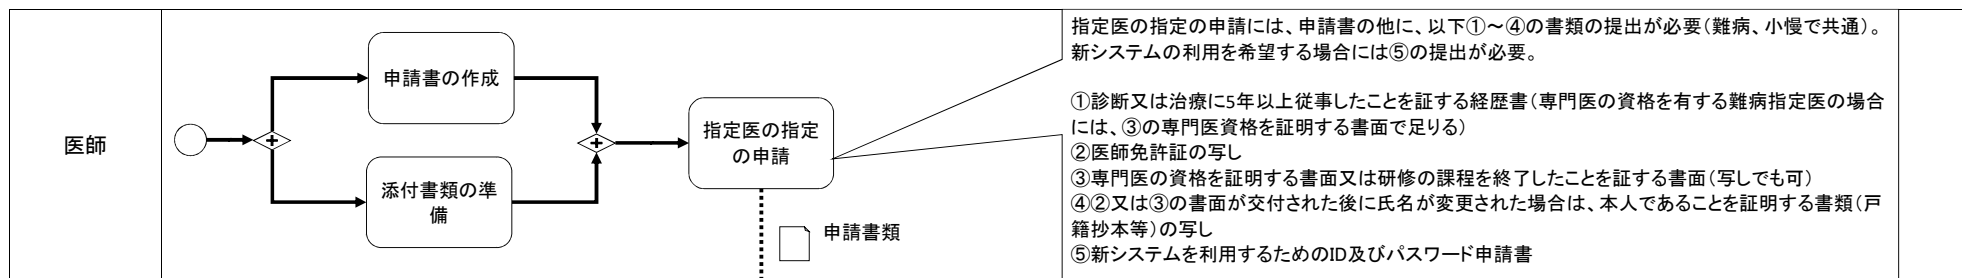 医師
申請書の作成
添付書類の準
備
指定医の指定
の申請
申請書類
指定医の指定の申請には、申請書の他に、以下①～④の書類の提出が必要（難病、小慢で共通）。
新システムの利用を希望する場合には⑤の提出が必要。
①診断又は治療に5年以上従事したことを証する経歴書（専門医の資格を有する難病指定医の場合
には、③の専門医資格を証明する書面で足りる）
②医師免許証の写し
③専門医の資格を証明する書面又は研修の課程を終了したことを証する書面（写しでも可）
④②又は③の書面が交付された後に氏名が変更された場合は、本人であることを証明する書類（戸
籍抄本等）の写し
⑤新システムを利用するためのID及びパスワード申請書